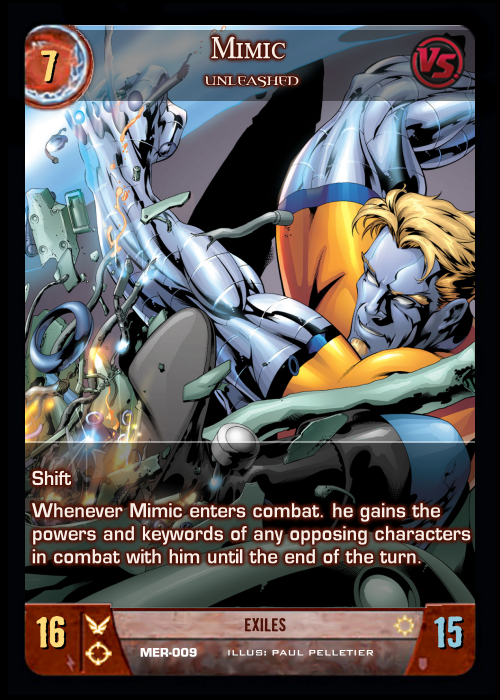 7
MIMIC
UNLEASHED
VS
Shift
Whenever Mimic enters combat. he gains the
powers and keywords of any opposing characters
in combat with him until the end of the turn.
16
EXILES
15
MER-009 ILLUS: PAUL PELLETIER